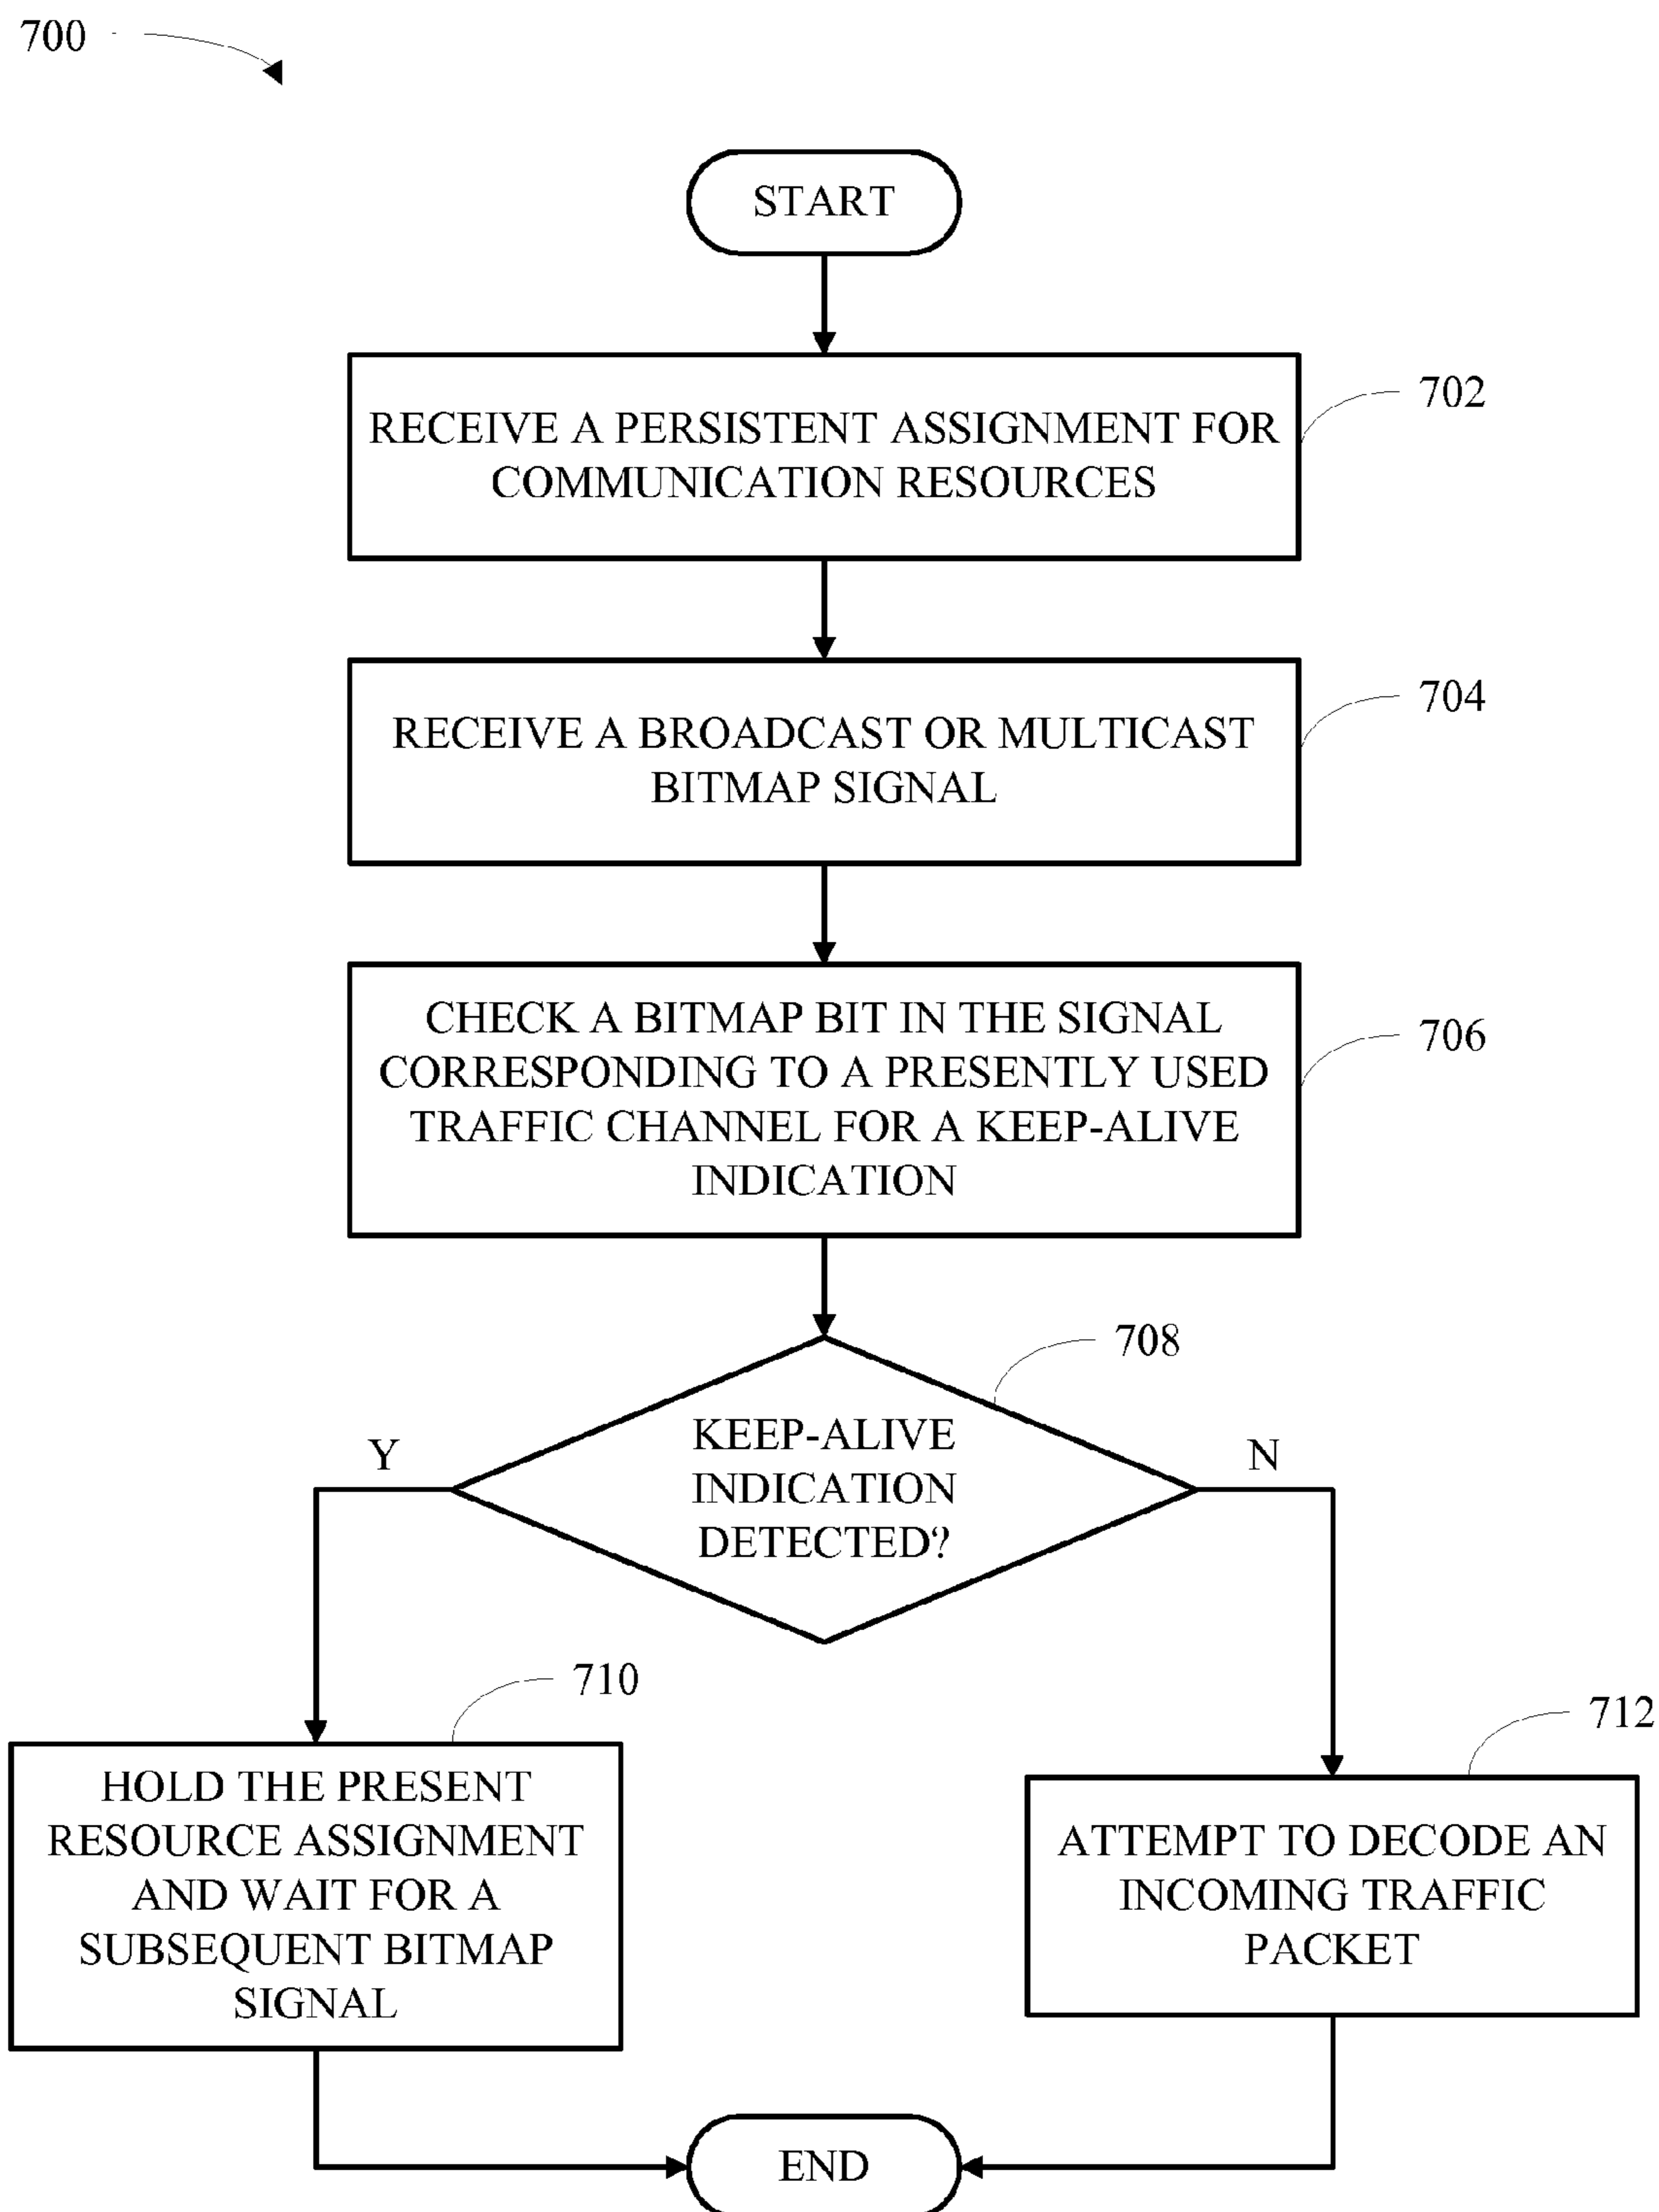 700
START
RECEIVE A PERSISTENT ASSIGNMENT FOR
COMMUNICATION RESOURCES
702
RECEIVE A BROADCAST OR MULTICAST
BITMAP SIGNAL
704
CHECK A BITMAP BIT IN THE SIGNAL
CORRESPONDING TO A PRESENTLY USED
TRAFFIC CHANNEL FOR A KEEP-ALIVE
INDICATION
706
708
KEEP-ALIVE
INDICATION
DETECTED?
Y
N
710
HOLD THE PRESENT
RESOURCE ASSIGNMENT
AND WAIT FOR A
SUBSEQUENT BITMAP
SIGNAL
712
ATTEMPT TO DECODE AN
INCOMING TRAFFIC
PACKET
END